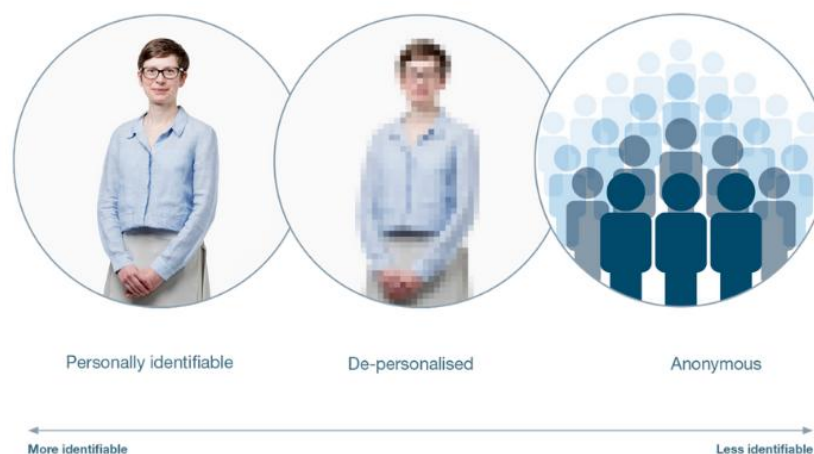 Personally identifiable
De-personalised
Anonymous
More identifiable
Less identifiable